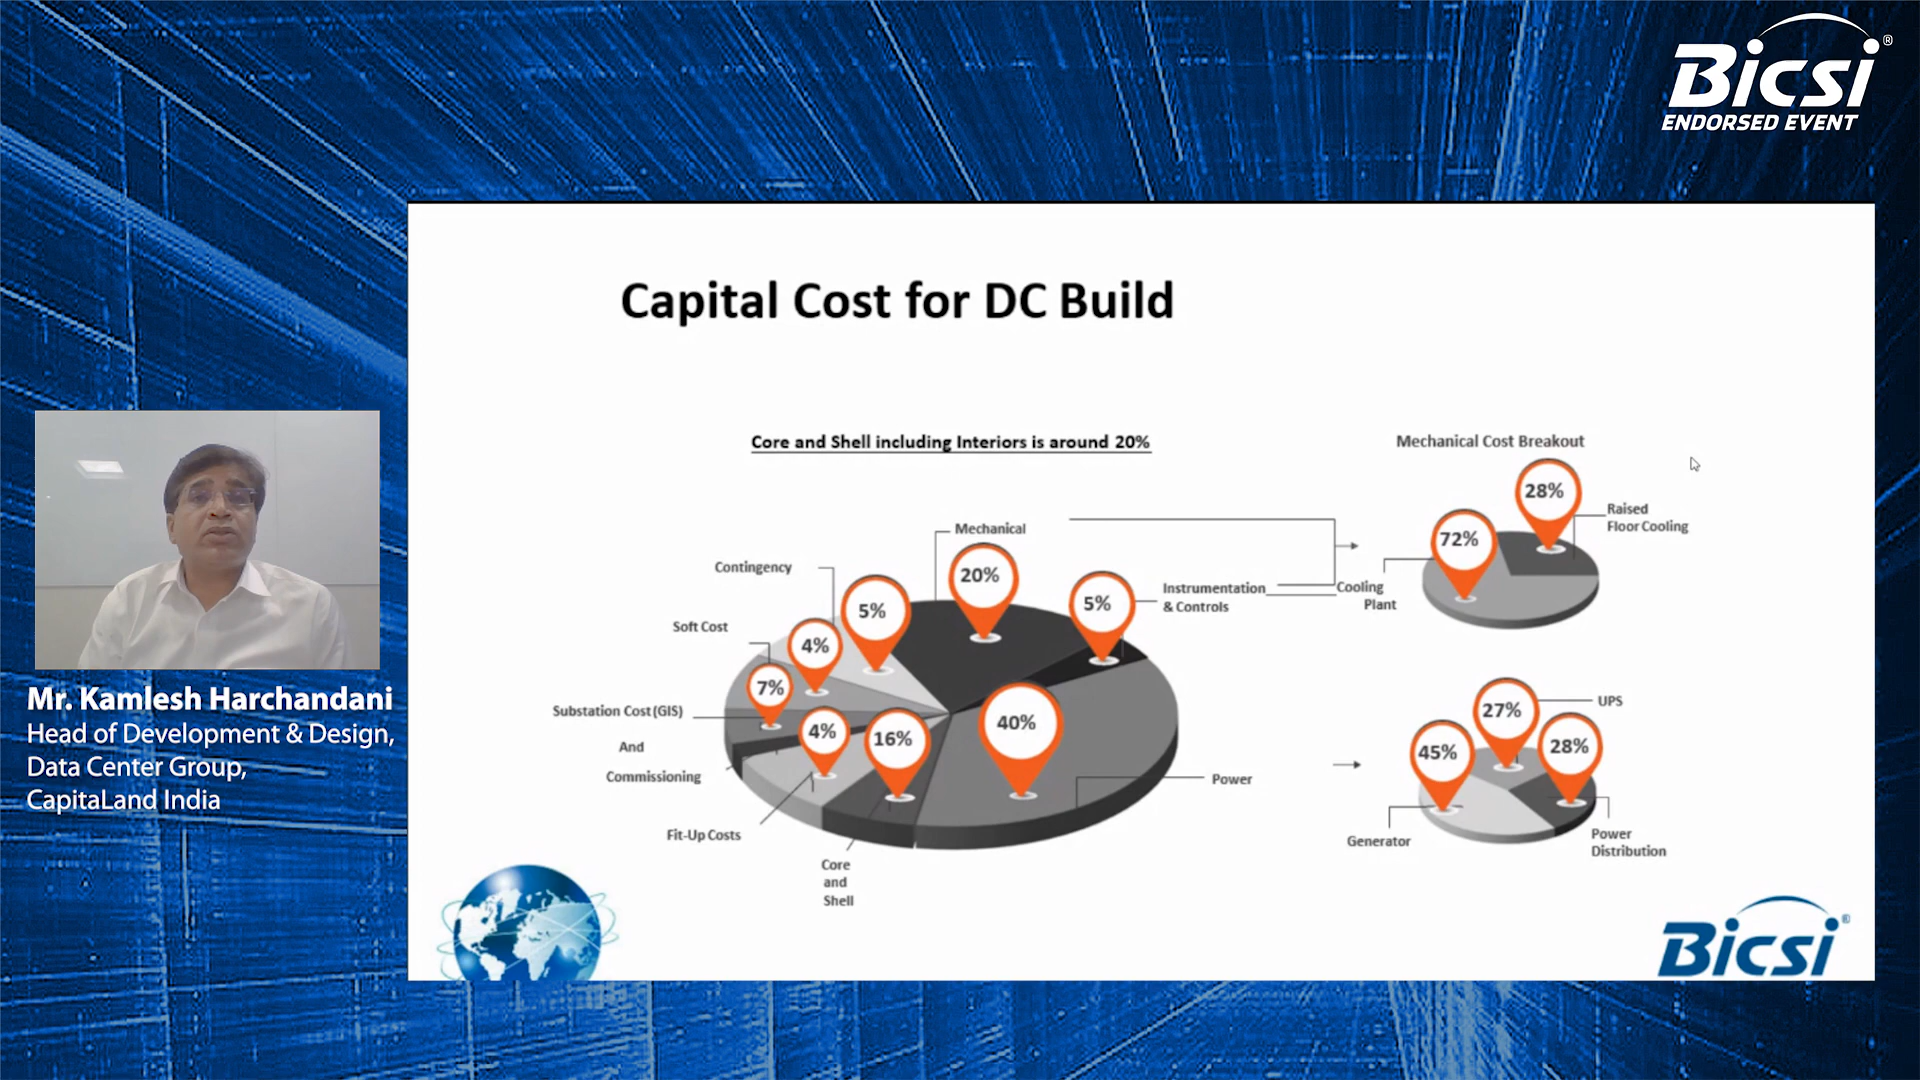 Bicsi®
ENDORSED EVENT
Capital Cost for DC Build
Core and Shell including Interiors is around 20%
Mechanical Cost Breakout
28%
Raised
Floor Cooling
72%
Cooling
Plant
Mechanical
20%
Contingency
5%
5%
Instrumentation
& Controls
Soft Cost
4%
7%
Substation Cost(GIS)
And
Commissioning
4%
16%
40%
Power
Fit-Up Costs
Core
and
Shell
27%
UPS
45%
28%
Generator
Power
Distribution
Mr. Kamlesh Harchandani
Head of Development & Design,
Data Center Group,
CapitaLand India
Bicsi®